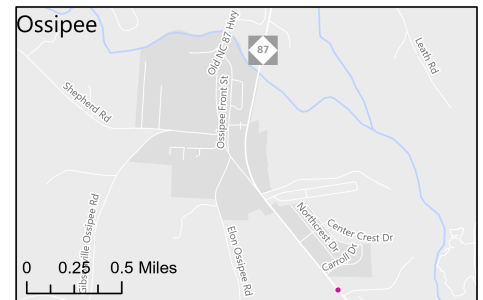 Ossipee
Old NC 87 Hwy
87
Leath Rd
Shepherd Rd
Ossipee Front St
Gibsonville Ossipee Rd
Elon Ossipee Rd
Northcrest Dr
Center Crest Dr
Carroll Dr
0 0.25 0.5 Miles